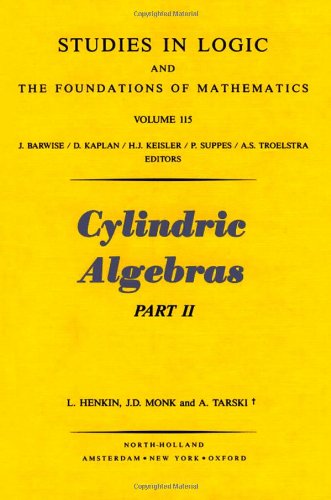 STUDIES IN LOGIC
AND
THE FOUNDATIONS OF MATHEMATICS
VOLUME 115
J. BARWISE / D. KAPLAN / H.J. KEISLER / P. SUPPES / A.S. TROELSTRA
EDITORS
Cylindric
Algebras
PART II
L. HENKIN, J.D. MONK and A. TARSKI †
NORTH-HOLLAND
AMSTERDAM • NEW YORK • OXFORD